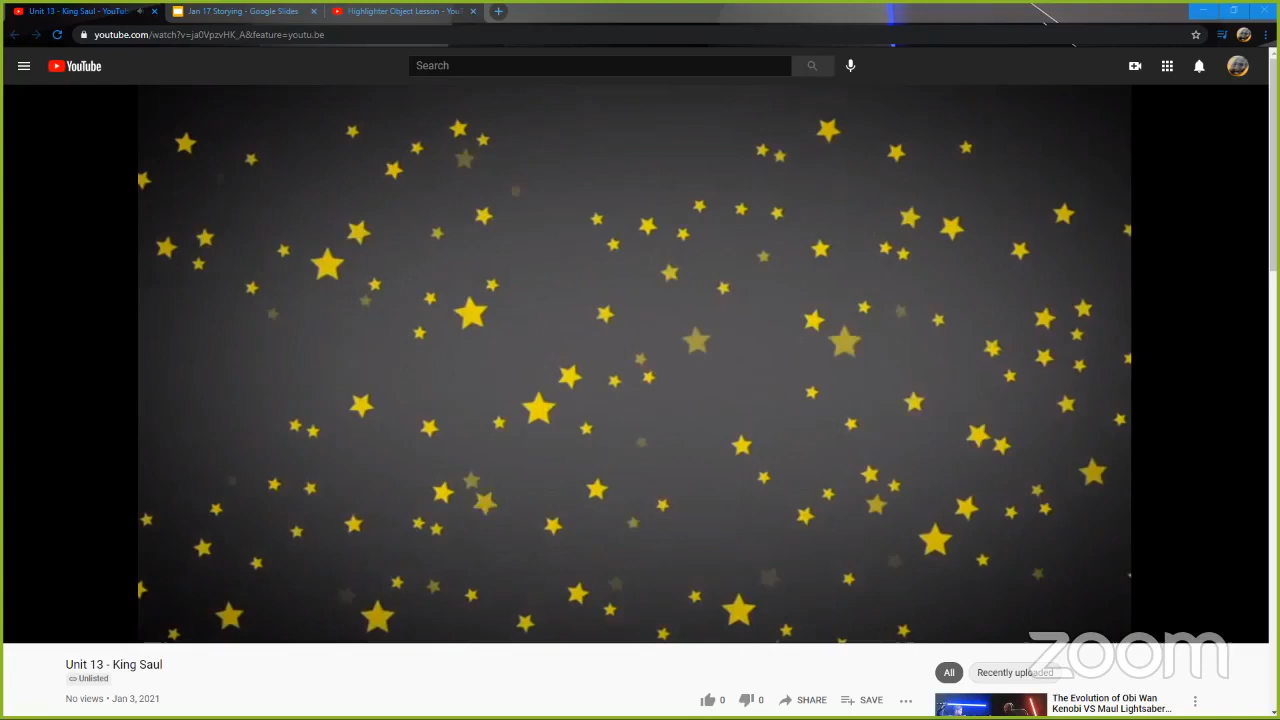 Unit 13 - King Saul - YouTu
Jan 17 Storying - Google Slides
Highlighter Object Lesson - You
youtube.com/watch?v=ja0VpzvHK_A&feature=youtu.be
YouTube
Search
zoom
Unit 13 - King Saul
Unlisted
No views • Jan 3, 2021
0
0
SHARE
SAVE
All
Recently uploaded
The Evolution of Obi Wan
Kenobi VS Maul Lightsaber...